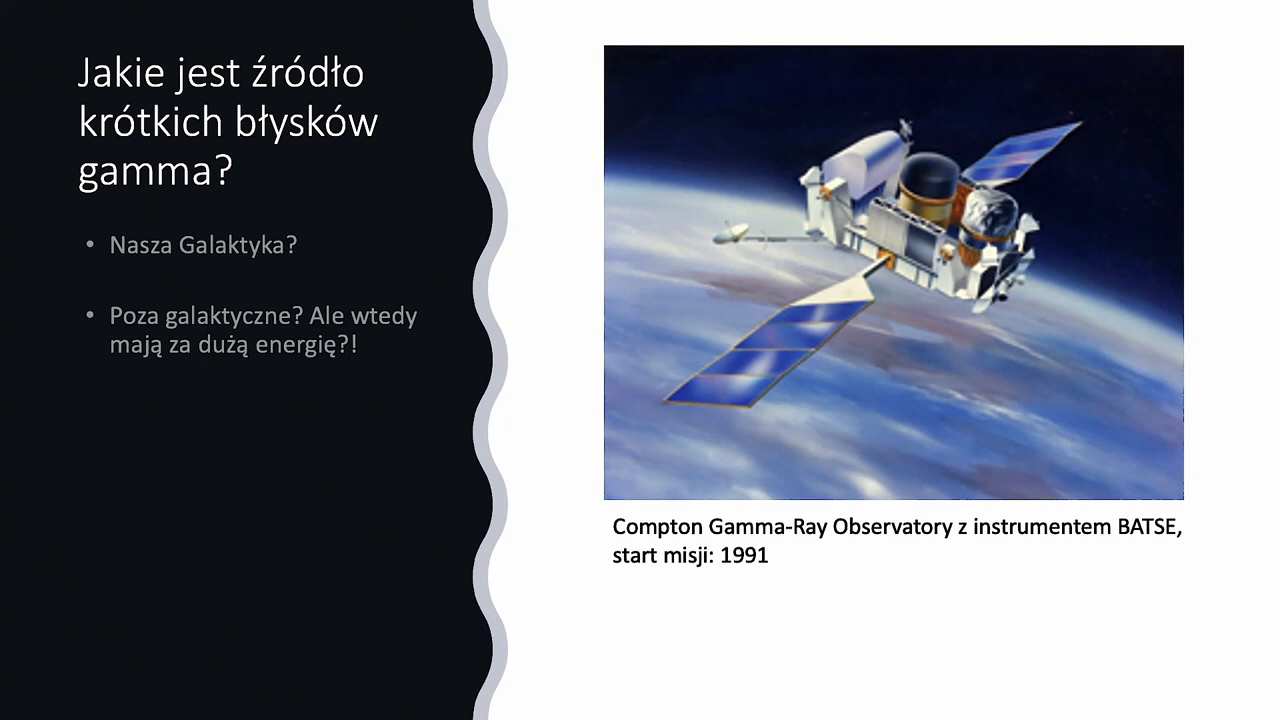 Jakie jest źródło
krótkich błysków
gamma?
• Nasza Galaktyka?
• Poza galaktyczne? Ale wtedy
mają za dużą energię?!
Compton Gamma-Ray Observatory z instrumentem BATSE,
start misji: 1991